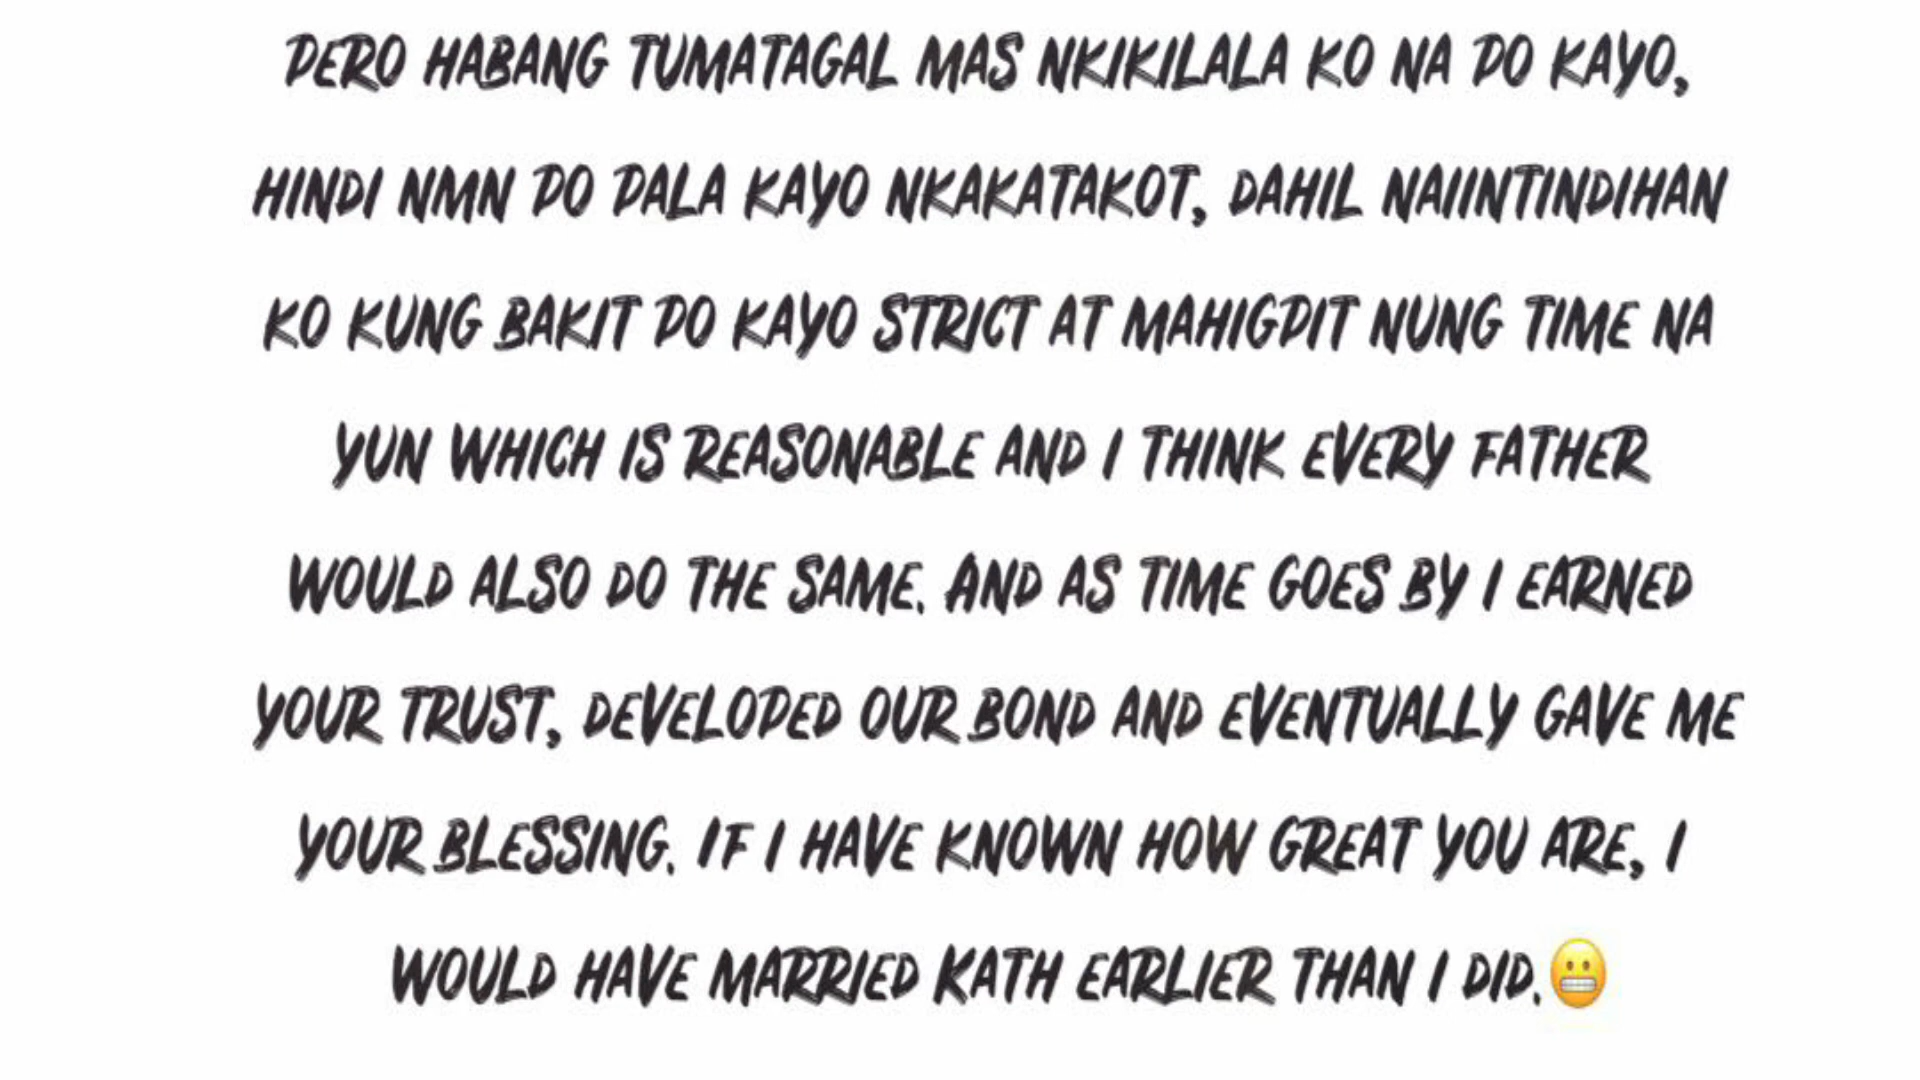 PERO HABANG TUMATAGAL MAS NKIKILALA KO NA PO KAYO,
HINDI NMN PO PALA KAYO NKAKATAKOT, DAHIL NAIINTINDIHAN
KO KUNG BAKIT PO KAYO STRICT AT MAHIGPIT NUNG TIME NA
YUN WHICH IS REASONABLE AND I THINK EVERY FATHER
WOULD ALSO DO THE SAME. AND AS TIME GOES BY I EARNED
YOUR TRUST, DEVELOPED OUR BOND AND EVENTUALLY GAVE ME
YOUR BLESSING. IF I HAVE KNOWN HOW GREAT YOU ARE, I
WOULD HAVE MARRIED KATH EARLIER THAN I DID.😬